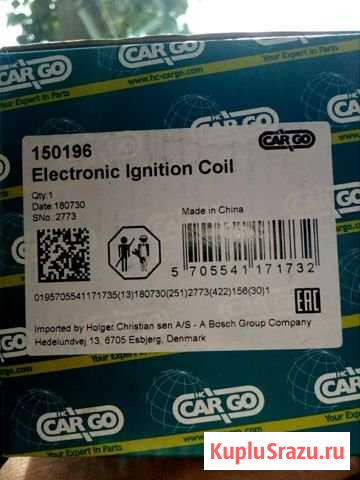 CARGO
www.hc-cargo.com
Your Expert in Parts
150196
Electronic Ignition Coil
CARGO
Qty:1
Date:180730
SNo.:2773
Made in China
5 705541 171732
0195705541171735(13)180730(251)2773(422)156(30)1
EAC
Imported by Holger Christian sen A/S - A Bosch Group Company
Hedelundvej 13, 6705 Esbjerg, Denmark
CARGO
Your Expert in Parts
CARGO
KupluSrazu.ru